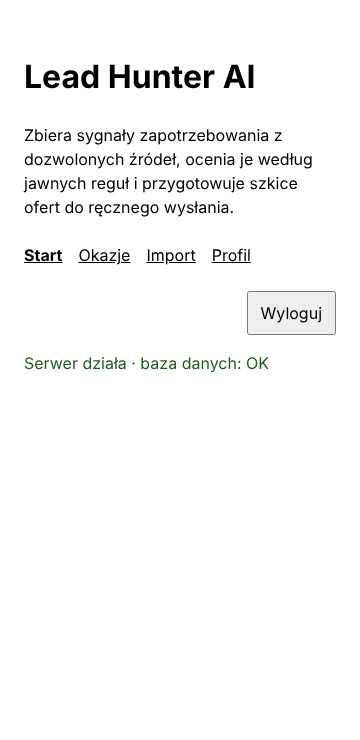 Lead Hunter AI
Zbiera sygnały zapotrzebowania z
dozwolonych źródeł, ocenia je według
jawnych reguł i przygotowuje szkice
ofert do ręcznego wysłania.
Start Okazje Import Profil
Wyloguj
Serwer działa · baza danych: OK